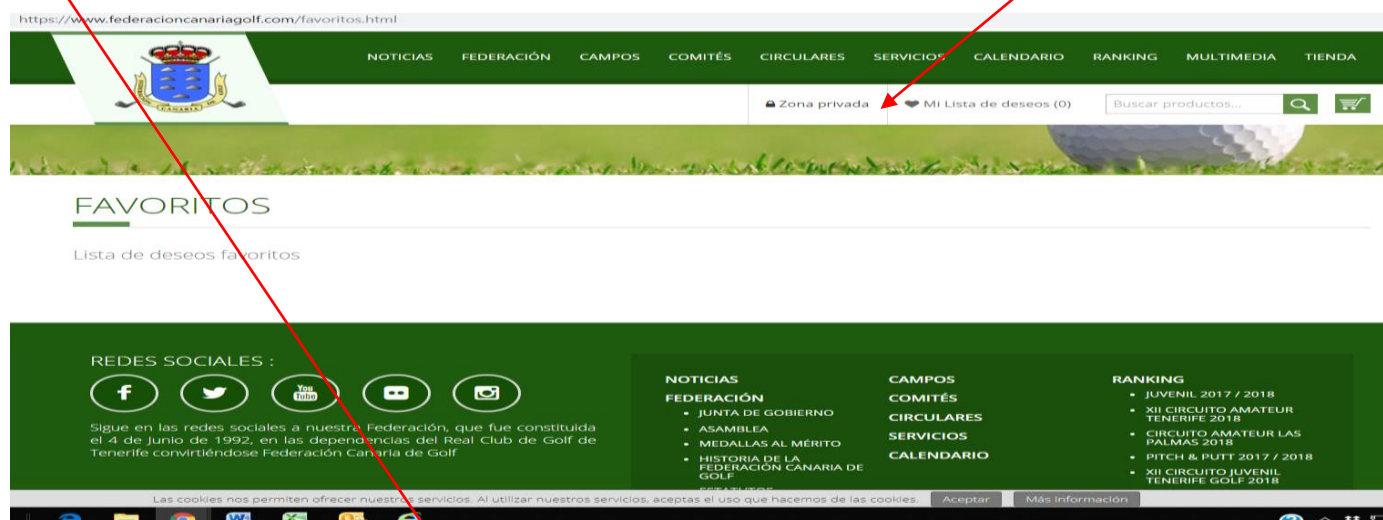 https://www.federacioncanariagolf.com/favoritos.html
NOTICIAS FEDERACIÓN CAMPOS COMITÉS CIRCULARES SERVICIOS CALENDARIO RANKING MULTIMEDIA TIENDA
Zona privada Mi Lista de deseos (0) Buscar productos...
FAVORITOS
Lista de deseos favoritos
REDES SOCIALES :
You Tube
Sigue en las redes sociales a nuestra Federación, que fue constituida
el 4 de Junio de 1992, en las dependencias del Real Club de Golf de
Tenerife convirtiéndose Federación Canaria de Golf
NOTICIAS
FEDERACIÓN
• JUNTA DE GOBIERNO
• ASAMBLEA
• MEDALLAS AL MÉRITO
• HISTORIA DE LA
FEDERACIÓN CANARIA DE
GOLF
ESTATUTOS
CAMPOS
COMITÉS
CIRCULARES
SERVICIOS
CALENDARIO
RANKING
• JUVENIL 2017 / 2018
• XII CIRCUITO AMATEUR
TENERIFE 2018
• CIRCUITO AMATEUR LAS
PALMAS 2018
• PITCH & PUTT 2017 / 2018
• XII CIRCUITO JUVENIL
TENERIFE GOLF 2018
Las cookies nos permiten ofrecer nuestros servicios. Al utilizar nuestros servicios, aceptas el uso que hacemos de las cookies. Aceptar Más información